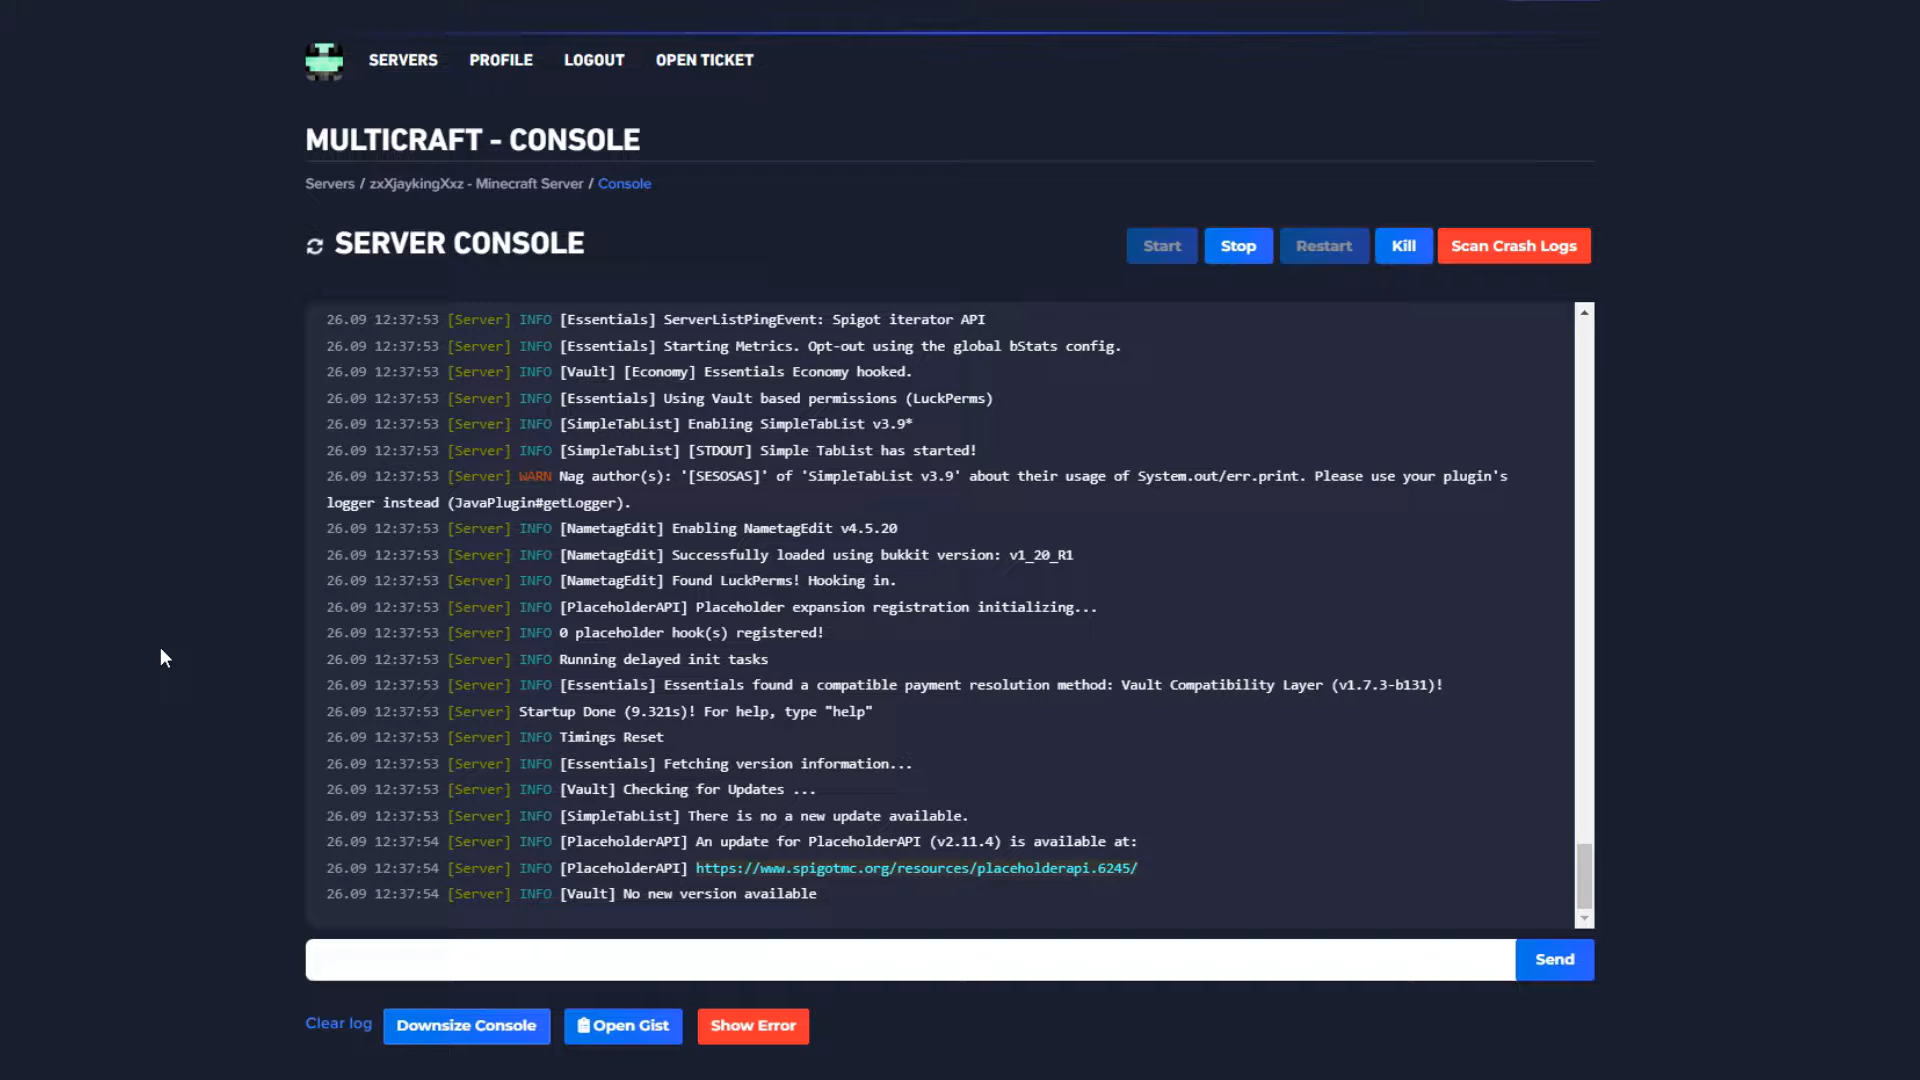 SERVERS PROFILE LOGOUT OPEN TICKET
MULTICRAFT - CONSOLE
Servers / zxXjaykingXxz - Minecraft Server / Console
SERVER CONSOLE
Start Stop Restart Kill Scan Crash Logs
26.09 12:37:53 [Server] INFO [Essentials] ServerListPingEvent: Spigot iterator API
26.09 12:37:53 [Server] INFO [Essentials] Starting Metrics. Opt-out using the global bStats config.
26.09 12:37:53 [Server] INFO [Vault] [Economy] Essentials Economy hooked.
26.09 12:37:53 [Server] INFO [Essentials] Using Vault based permissions (LuckPerms)
26.09 12:37:53 [Server] INFO [SimpleTabList] Enabling SimpleTabList v3.9*
26.09 12:37:53 [Server] INFO [SimpleTabList] [STDOUT] Simple TabList has started!
26.09 12:37:53 [Server] WARN Nag author(s): '[SESOSAS]' of 'SimpleTabList v3.9' about their usage of System.out/err.print. Please use your plugin's
logger instead (JavaPlugin#getLogger).
26.09 12:37:53 [Server] INFO [NametagEdit] Enabling NametagEdit v4.5.20
26.09 12:37:53 [Server] INFO [NametagEdit] Successfully loaded using bukkit version: v1_20_R1
26.09 12:37:53 [Server] INFO [NametagEdit] Found LuckPerms! Hooking in.
26.09 12:37:53 [Server] INFO [PlaceholderAPI] Placeholder expansion registration initializing...
26.09 12:37:53 [Server] INFO 0 placeholder hook(s) registered!
26.09 12:37:53 [Server] INFO Running delayed init tasks
26.09 12:37:53 [Server] INFO [Essentials] Essentials found a compatible payment resolution method: Vault Compatibility Layer (v1.7.3-b131)!
26.09 12:37:53 [Server] Startup Done (9.321s)! For help, type "help"
26.09 12:37:53 [Server] INFO Timings Reset
26.09 12:37:53 [Server] INFO [Essentials] Fetching version information...
26.09 12:37:53 [Server] INFO [Vault] Checking for Updates ...
26.09 12:37:53 [Server] INFO [SimpleTabList] There is no a new update available.
26.09 12:37:54 [Server] INFO [PlaceholderAPI] An update for PlaceholderAPI (v2.11.4) is available at:
26.09 12:37:54 [Server] INFO [PlaceholderAPI] https://www.spigotmc.org/resources/placeholderapi.6245/
26.09 12:37:54 [Server] INFO [Vault] No new version available
Send
Clear log Downsize Console Open Gist Show Error